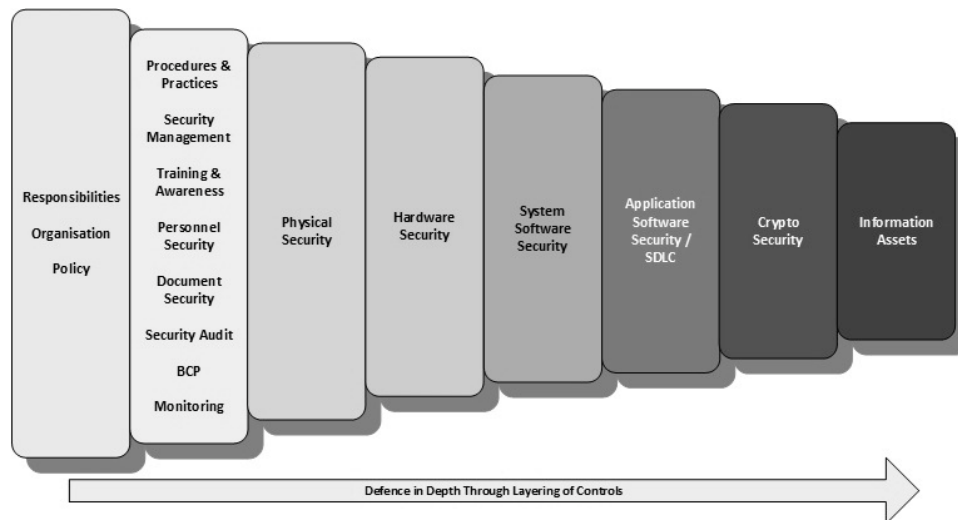 Responsibilities
Organisation
Policy
Procedures &
Practices
Security
Management
Training &
Awareness
Personnel
Security
Document
Security
Security Audit
BCP
Monitoring
Physical
Security
Hardware
Security
System
Software
Security
Application
Software
Security /
SDLC
Crypto
Security
Information
Assets
Defence in Depth Through Layering of Controls